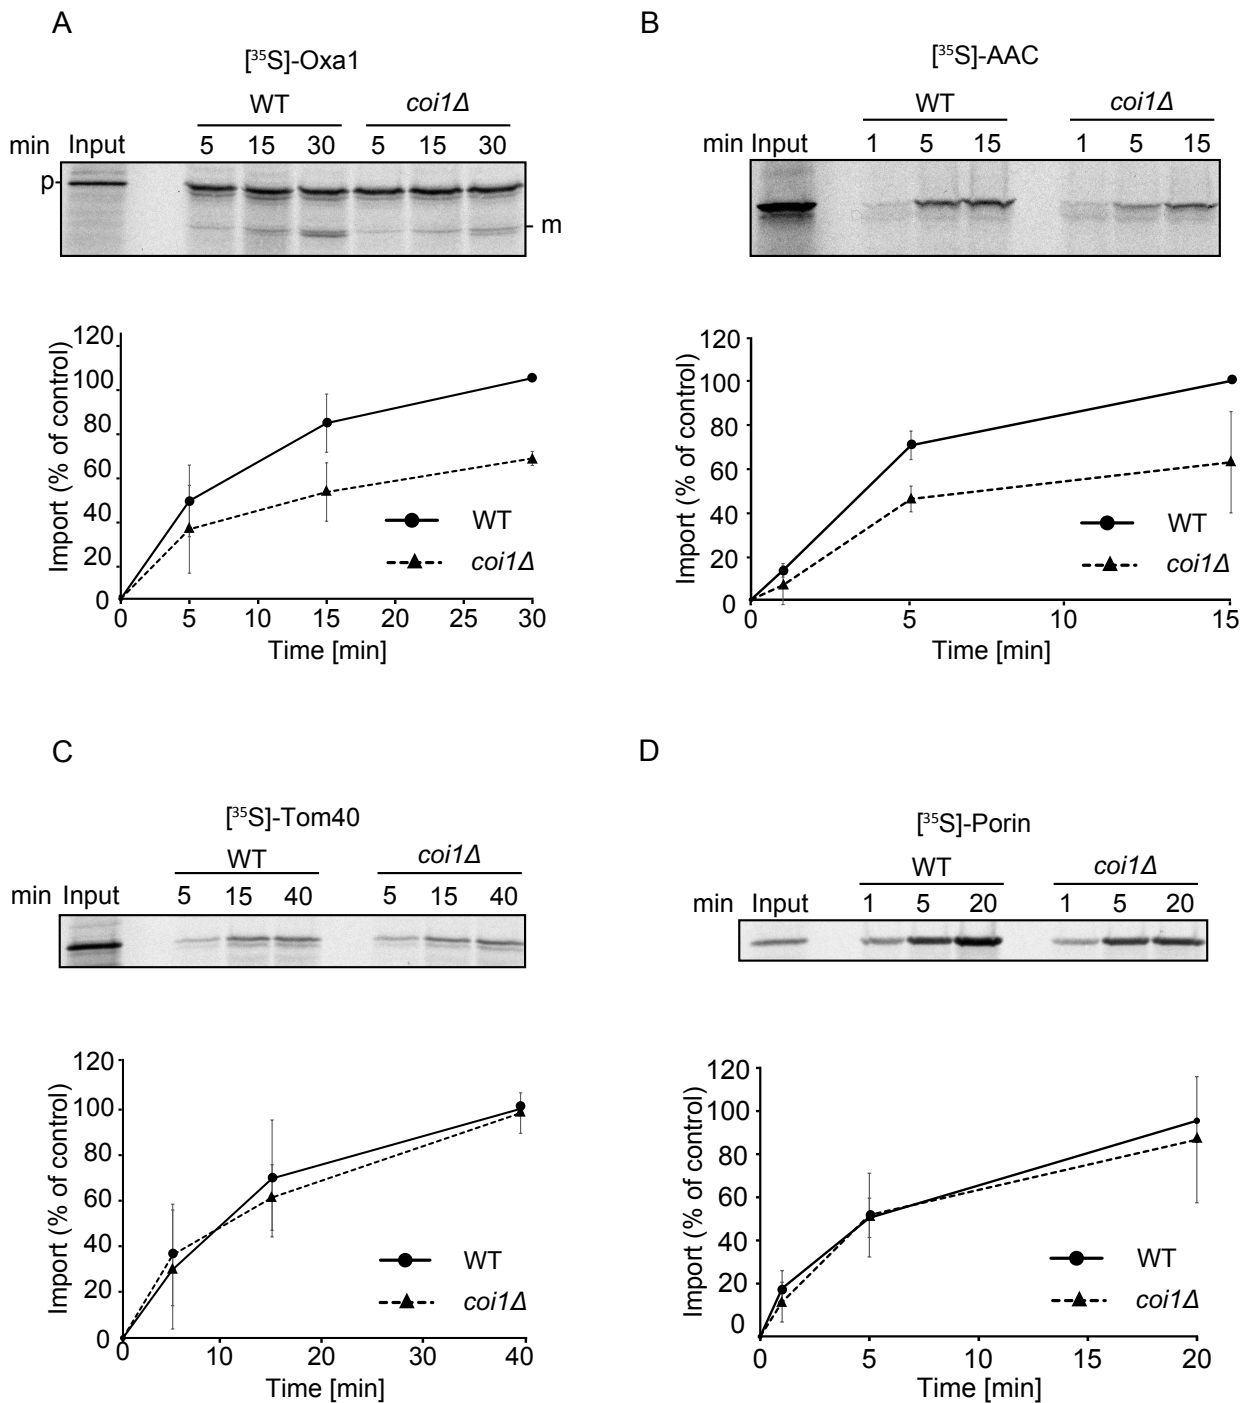 A
[³⁵S]-Oxa1
WT coi1Δ
min Input 5 15 30 5 15 30
p
m
120
100
80
60
40
20
0
Import (% of control)
WT
coi1Δ
0 5 10 15 20 25 30
Time [min]
B
[³⁵S]-AAC
WT coi1Δ
min Input 1 5 15 1 5 15
120
100
80
60
40
20
0
Import (% of control)
WT
coi1Δ
0 5 10 15
Time [min]
C
[³⁵S]-Tom40
WT coi1Δ
min Input 5 15 40 5 15 40
120
100
80
60
40
20
0
Import (% of control)
WT
coi1Δ
0 10 20 30 40
Time [min]
D
[³⁵S]-Porin
WT coi1Δ
min Input 1 5 20 1 5 20
120
100
80
60
40
20
0
Import (% of control)
WT
coi1Δ
0 5 10 15 20
Time [min]